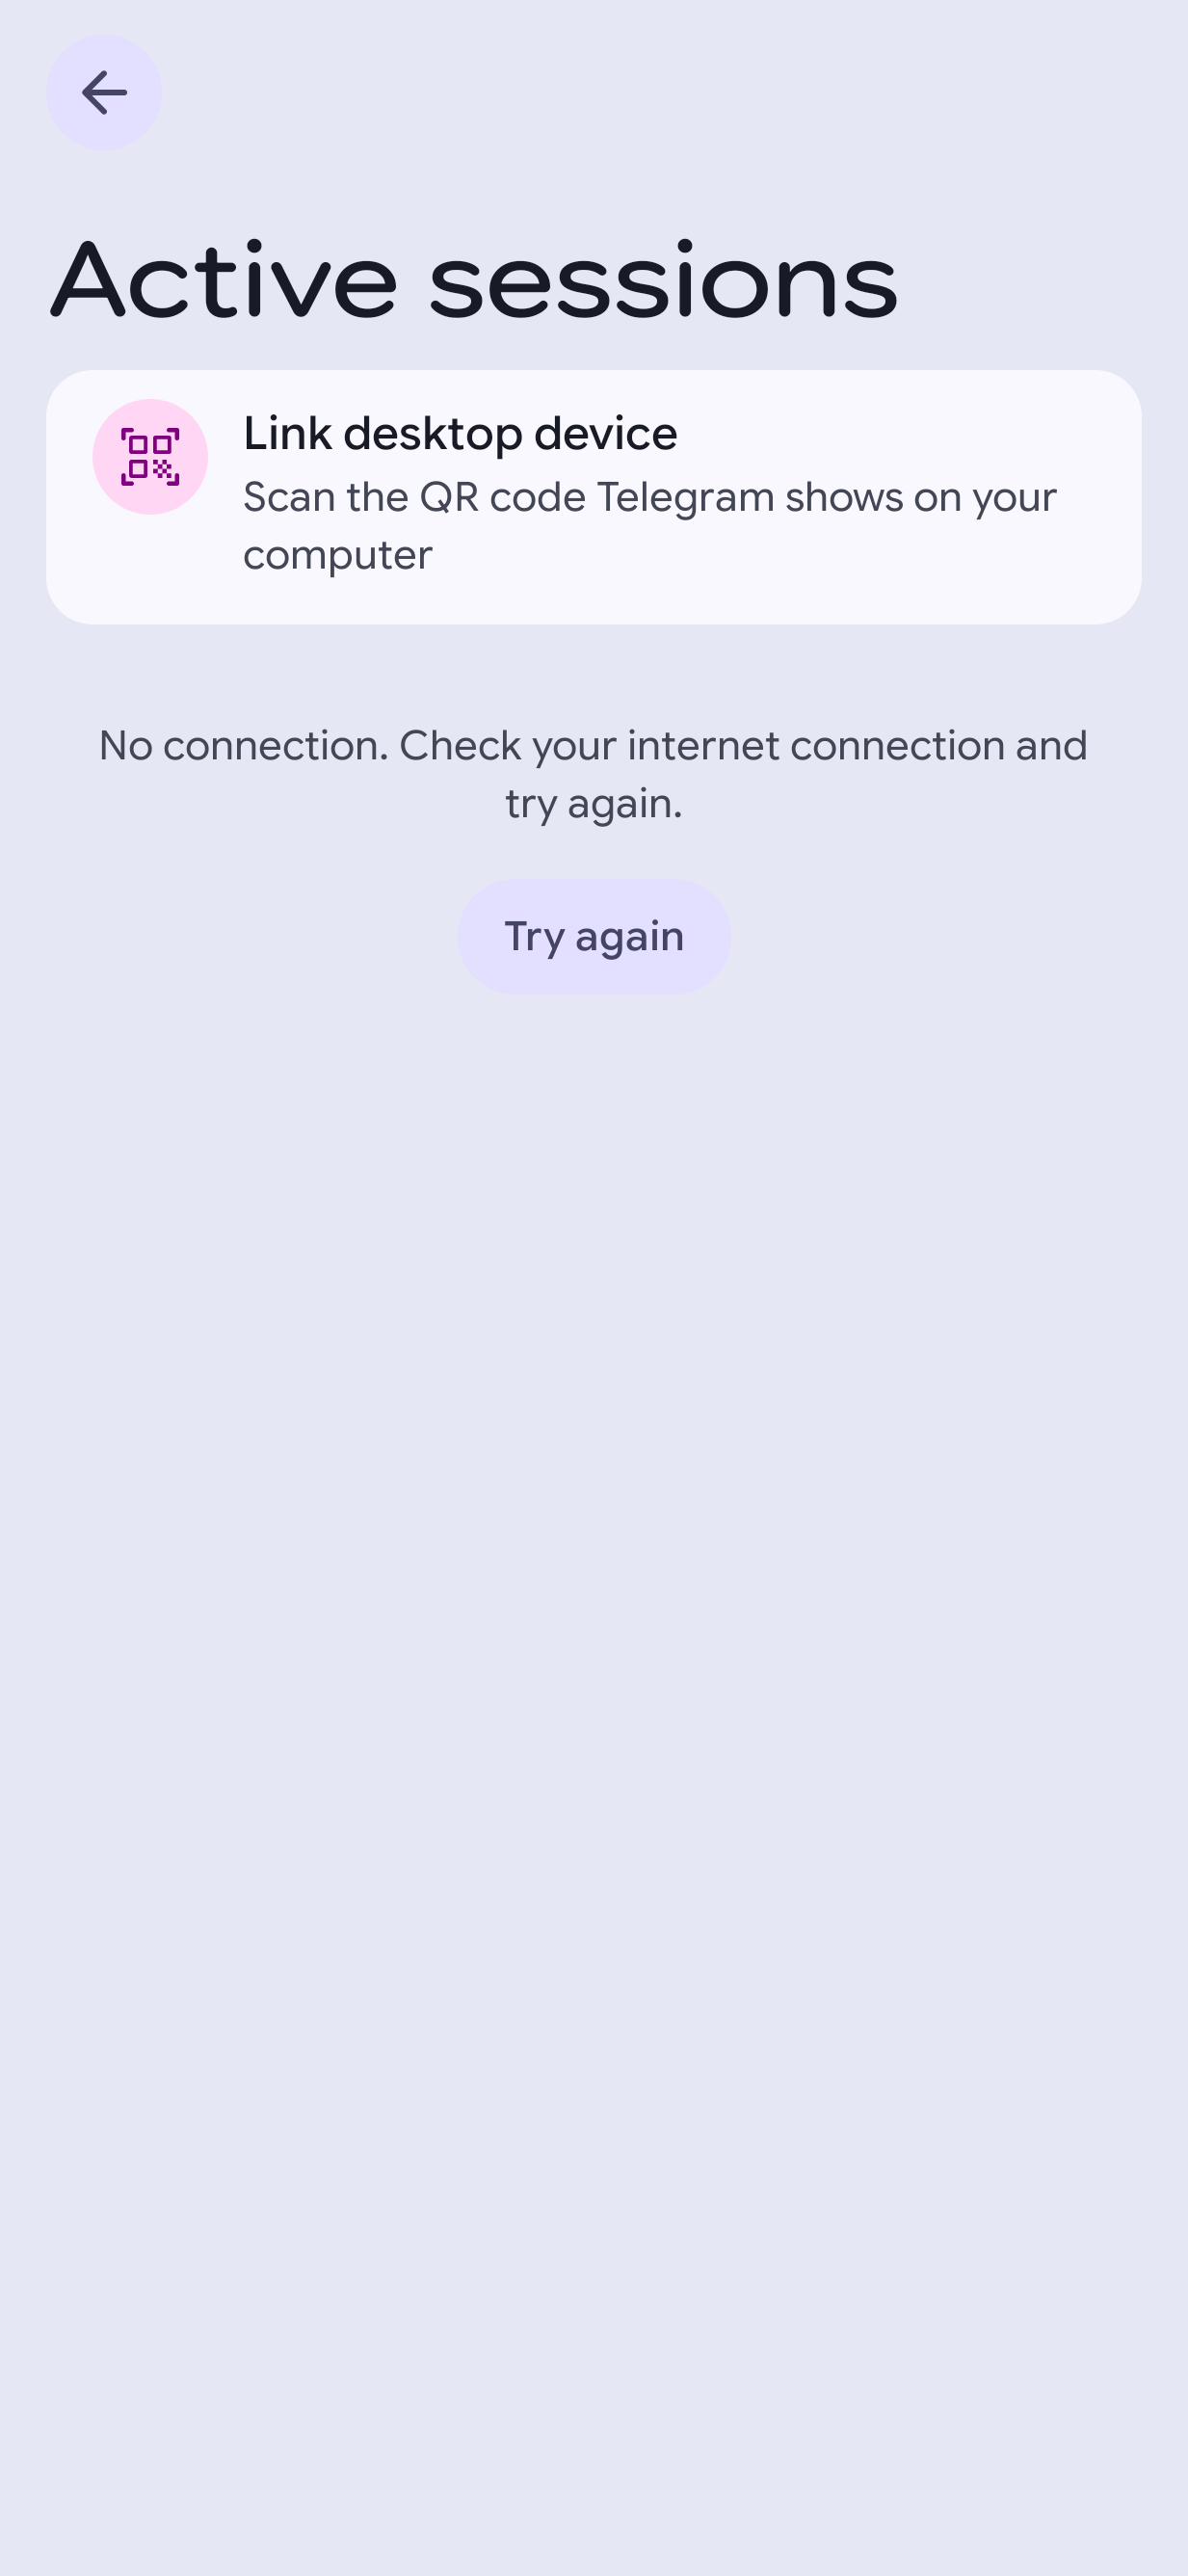 Active sessions
Link desktop device
Scan the QR code Telegram shows on your
computer
No connection. Check your internet connection and
try again.
Try again